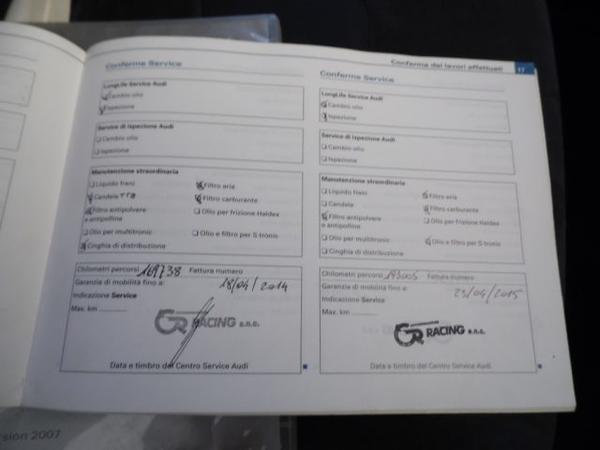 Conferma dei lavori effettuati 17
Conferma Service
LongLife Service Audi
Cambio olio
Ispezione
Service di ispezione Audi
Cambio olio
Ispezione
Manutenzione straordinaria
Liquido freni
Filtro aria
Candele
Filtro carburante
Filtro antipolvere
e antipolline
Olio per frizione Haldex
Olio per multitronic
Olio e filtro per S tronic
Cinghia di distribuzione
Chilometri percorsi 169738 Fattura numero
Garanzie di mobilità fino a: 18/04/2014
Indicazione Service
Max. km
GR RACING s.n.c.
Data e timbro del Centro Service Audi
Conferma Service
LongLife Service Audi
Cambio olio
Ispezione
Service di ispezione Audi
Cambio olio
Ispezione
Manutenzione straordinaria
Liquido freni
Filtro aria
Candele
Filtro carburante
Filtro antipolvere
e antipolline
Olio per frizione Haldex
Olio per multitronic
Olio e filtro per S tronic
Cinghia di distribuzione
Chilometri percorsi 193005 Fattura numero
Garanzie di mobilità fino a: 23/04/2015
Indicazione Service
Max. km
GR RACING s.n.c.
Data e timbro del Centro Service Audi
rsion 2007